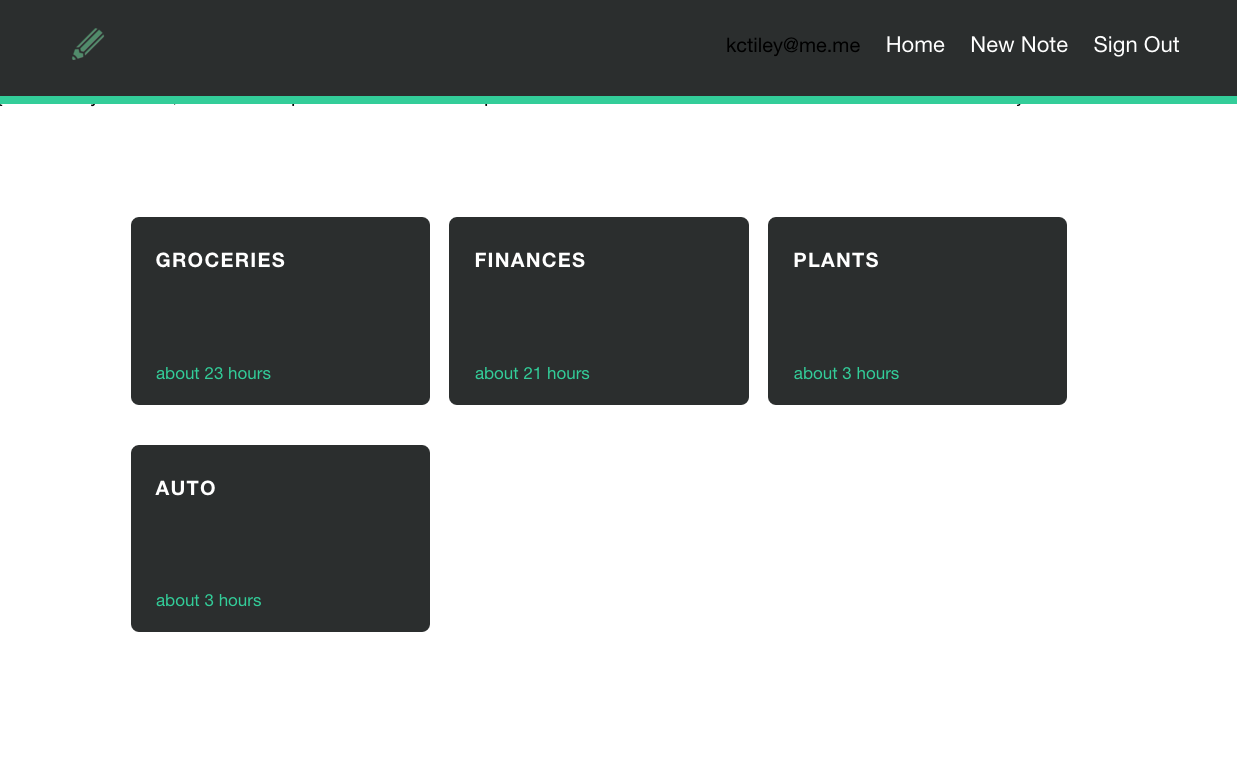 kctiley@me.me Home New Note Sign Out
GROCERIES FINANCES PLANTS
about 23 hours about 21 hours about 3 hours
AUTO
about 3 hours